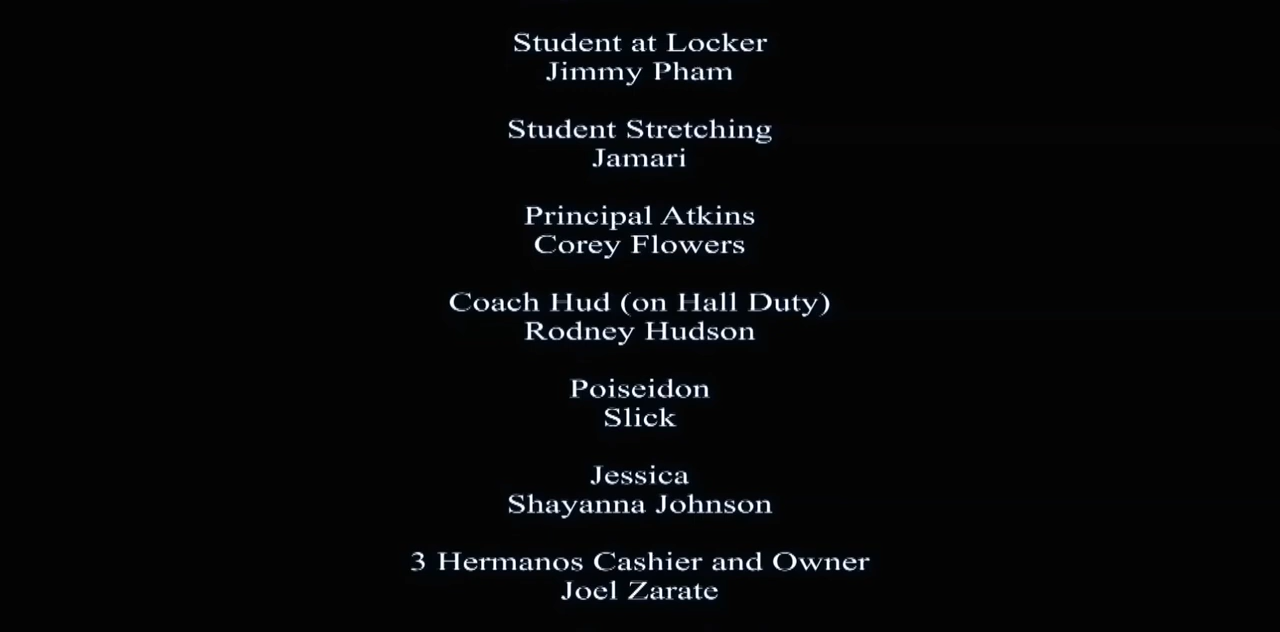 Student at Locker
Jimmy Pham
Student Stretching
Jamari
Principal Atkins
Corey Flowers
Coach Hud (on Hall Duty)
Rodney Hudson
Poiseidon
Slick
Jessica
Shayanna Johnson
3 Hermanos Cashier and Owner
Joel Zarate